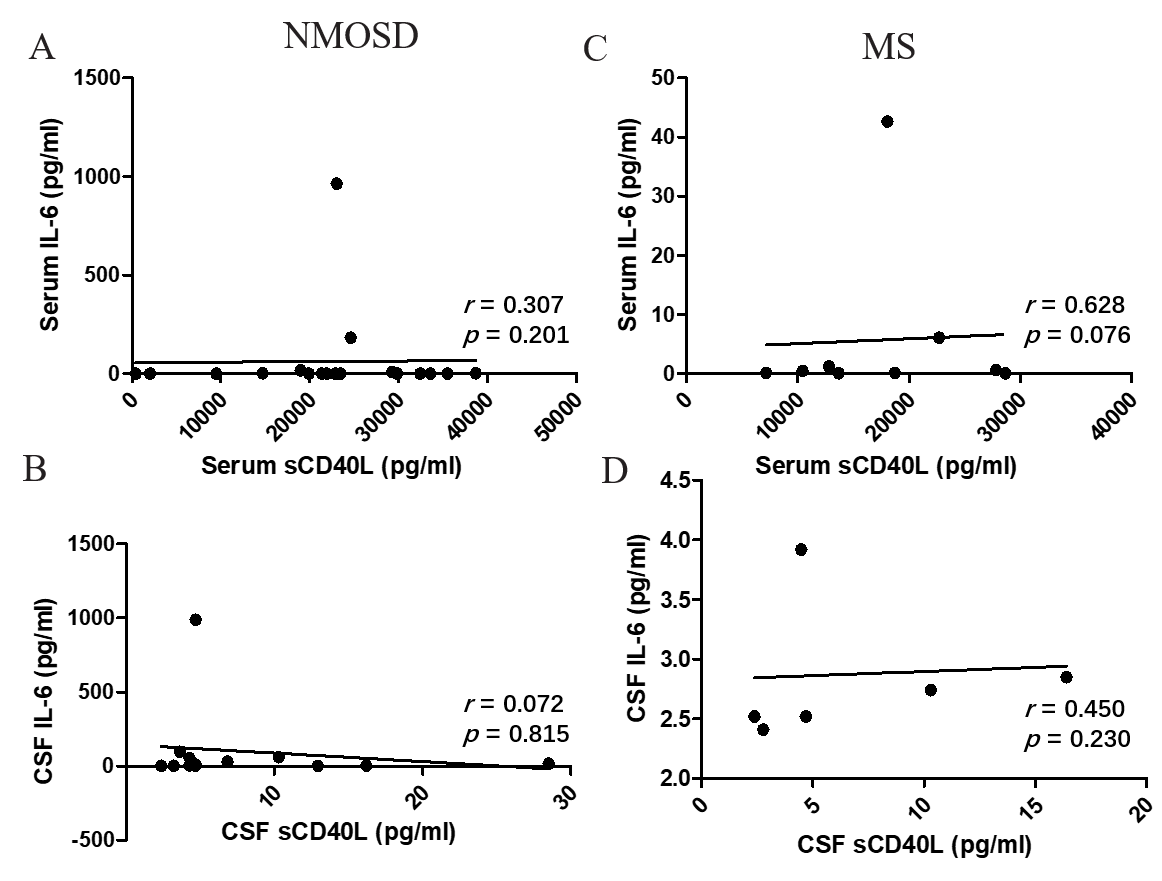 A
NMOSD
Serum IL-6 (pg/ml)
1500
1000
500
0
r = 0.307
p = 0.201
0 10000 20000 30000 40000 50000
Serum sCD40L (pg/ml)
C
MS
Serum IL-6 (pg/ml)
50
40
30
20
10
0
r = 0.628
p = 0.076
0 10000 20000 30000 40000
Serum sCD40L (pg/ml)
B
CSF IL-6 (pg/ml)
1500
1000
500
0
-500
r = 0.072
p = 0.815
10 20 30
CSF sCD40L (pg/ml)
D
CSF IL-6 (pg/ml)
4.5
4.0
3.5
3.0
2.5
2.0
r = 0.450
p = 0.230
0 5 10 15 20
CSF sCD40L (pg/ml)